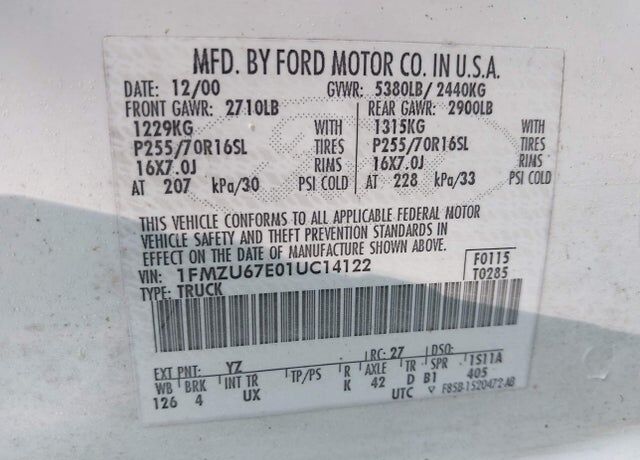 MFD. BY FORD MOTOR CO. IN U.S.A.
DATE: 12/00 GVWR: 5380LB/ 2440KG
FRONT GAWR: 2710LB REAR GAWR: 2900LB
1229KG WITH 1315KG WITH
P255/70R16SL TIRES P255/70R16SL TIRES
16X7.0J RIMS 16X7.0J RIMS
AT 207 kPa/30 PSI COLD AT 228 kPa/33 PSI COLD
THIS VEHICLE CONFORMS TO ALL APPLICABLE FEDERAL MOTOR
VEHICLE SAFETY AND THEFT PREVENTION STANDARDS IN
EFFECT ON THE DATE OF MANUFACTURE SHOWN ABOVE.
VIN: 1FMZU67E01UC14122 F0115
TYPE: TRUCK T0285
EXT PNT: YZ RC: 27 DSO:
WB BRK INT TR TP/PS R AXLE TR SPR 1S11A
126 4 UX K 42 D B1 405
UTC ▽ F85B-1520472-AB